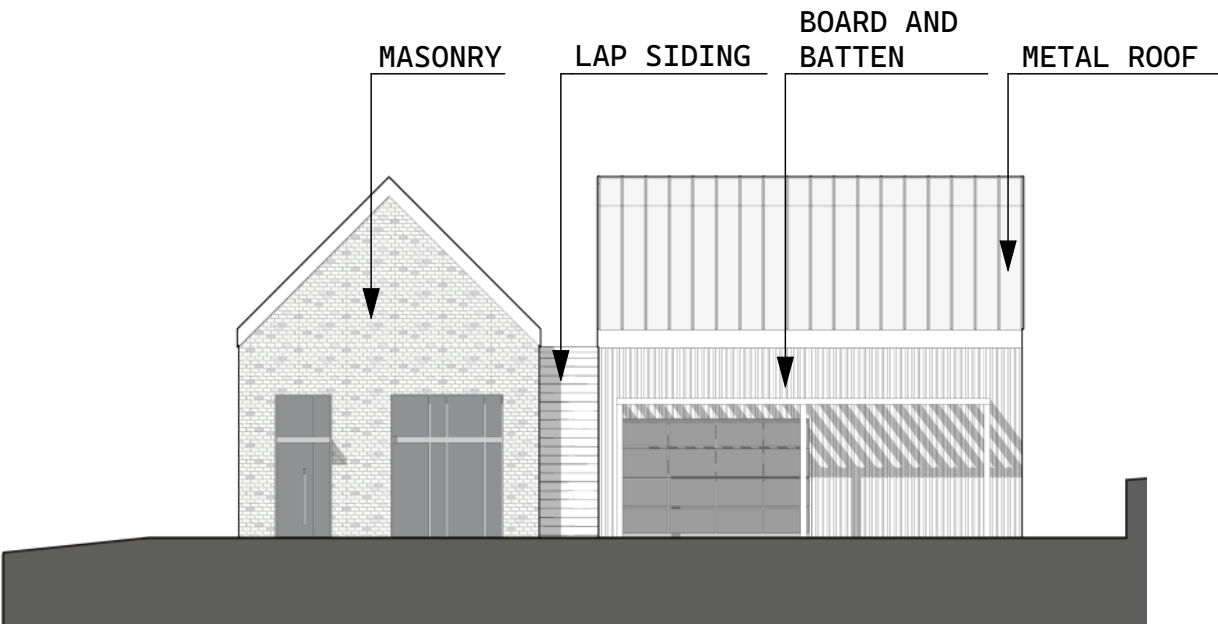 MASONRY
LAP SIDING
BOARD AND
BATTEN
METAL ROOF